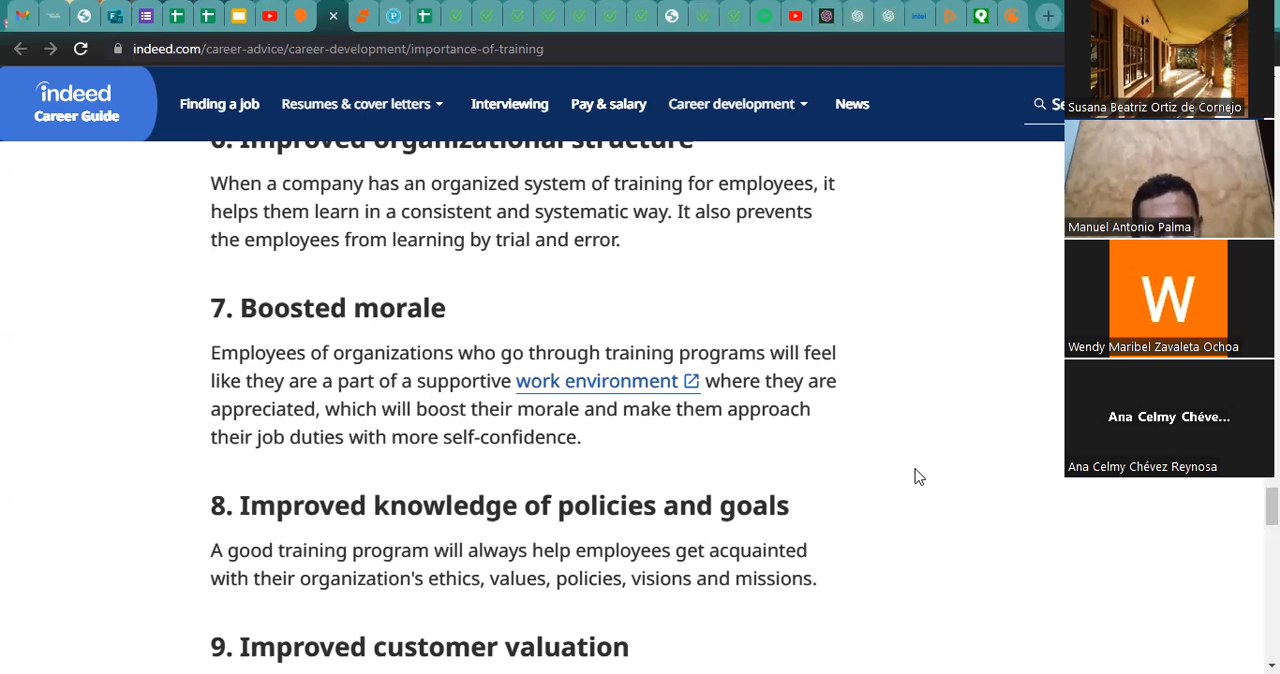 indeed.com/career-advice/career-development/importance-of-training
indeed
Career Guide
Finding a job
Resumes & cover letters
Interviewing
Pay & salary
Career development
News
6. Improved organizational structure
When a company has an organized system of training for employees, it
helps them learn in a consistent and systematic way. It also prevents
the employees from learning by trial and error.
7. Boosted morale
Employees of organizations who go through training programs will feel
like they are a part of a supportive work environment where they are
appreciated, which will boost their morale and make them approach
their job duties with more self-confidence.
8. Improved knowledge of policies and goals
A good training program will always help employees get acquainted
with their organization's ethics, values, policies, visions and missions.
9. Improved customer valuation
Susana Beatriz Ortiz de Cornejo
Manuel Antonio Palma
W
Wendy Maribel Zavaleta Ochoa
Ana Celmy Chéve...
Ana Celmy Chévez Reynosa